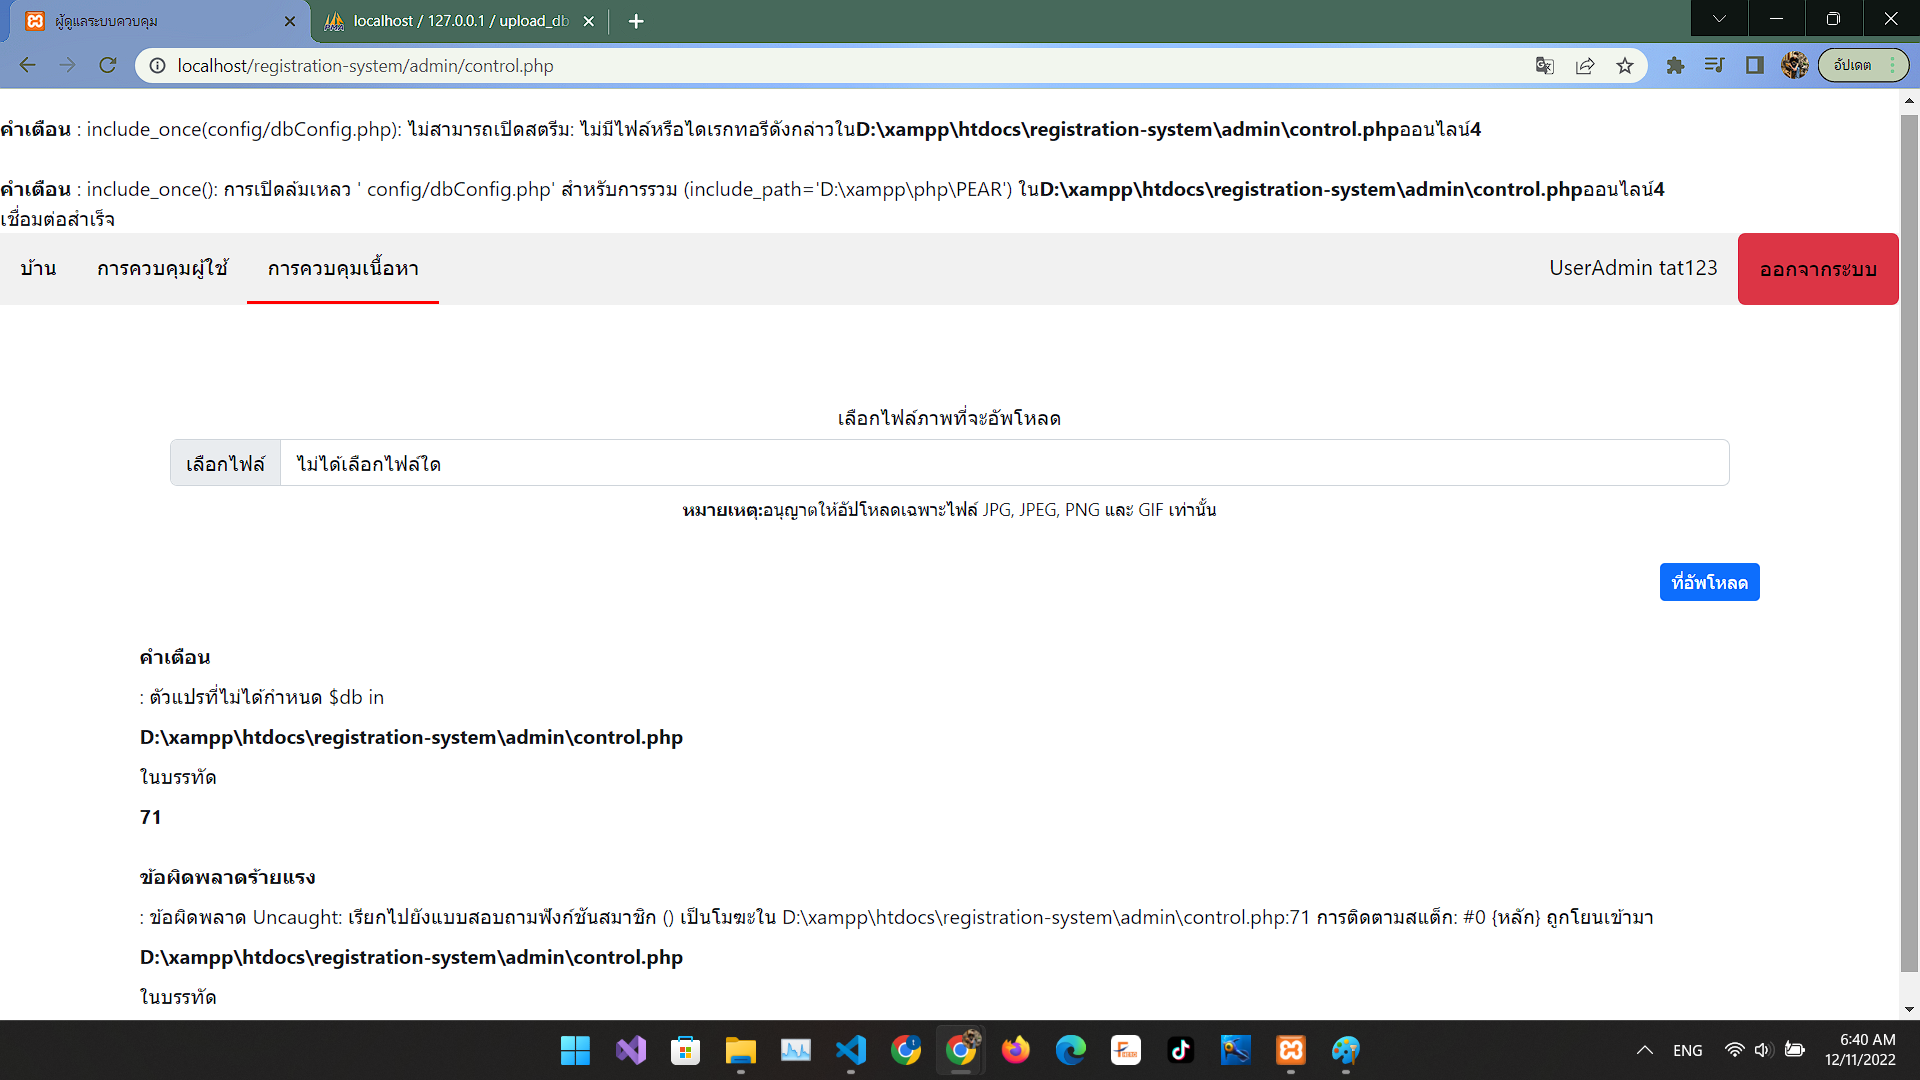 ผู้ดูแลระบบควบคุม
localhost / 127.0.0.1 / upload_db
localhost/registration-system/admin/control.php
อัปเดต
คำเตือน : include_once(config/dbConfig.php): ไม่สามารถเปิดสตรีม: ไม่มีไฟล์หรือไดเรกทอรีดังกล่าวในD:\xampp\htdocs\registration-system\admin\control.phpออนไลน์4
คำเตือน : include_once(): การเปิดล้มเหลว ' config/dbConfig.php' สำหรับการรวม (include_path='D:\xampp\php\PEAR') ในD:\xampp\htdocs\registration-system\admin\control.phpออนไลน์4
เชื่อมต่อสำเร็จ
บ้าน การควบคุมผู้ใช้ การควบคุมเนื้อหา UserAdmin tat123 ออกจากระบบ
เลือกไฟล์ภาพที่จะอัพโหลด
เลือกไฟล์ ไม่ได้เลือกไฟล์ใด
หมายเหตุ:อนุญาตให้อัปโหลดเฉพาะไฟล์ JPG, JPEG, PNG และ GIF เท่านั้น
ที่อัพโหลด
คำเตือน
: ตัวแปรที่ไม่ได้กำหนด $db in
D:\xampp\htdocs\registration-system\admin\control.php
ในบรรทัด
71
ข้อผิดพลาดร้ายแรง
: ข้อผิดพลาด Uncaught: เรียกไปยังแบบสอบถามฟังก์ชันสมาชิก () เป็นโมฆะใน D:\xampp\htdocs\registration-system\admin\control.php:71 การติดตามสแต็ก: #0 {หลัก} ถูกโยนเข้ามา
D:\xampp\htdocs\registration-system\admin\control.php
ในบรรทัด
ENG
6:40 AM
12/11/2022